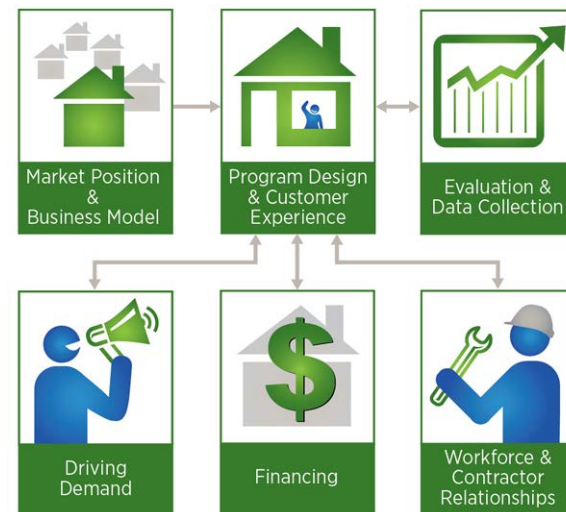 Market Position
&
Business Model
Program Design
& Customer
Experience
Evaluation &
Data Collection
Driving
Demand
$
Financing
Workforce &
Contractor
Relationships